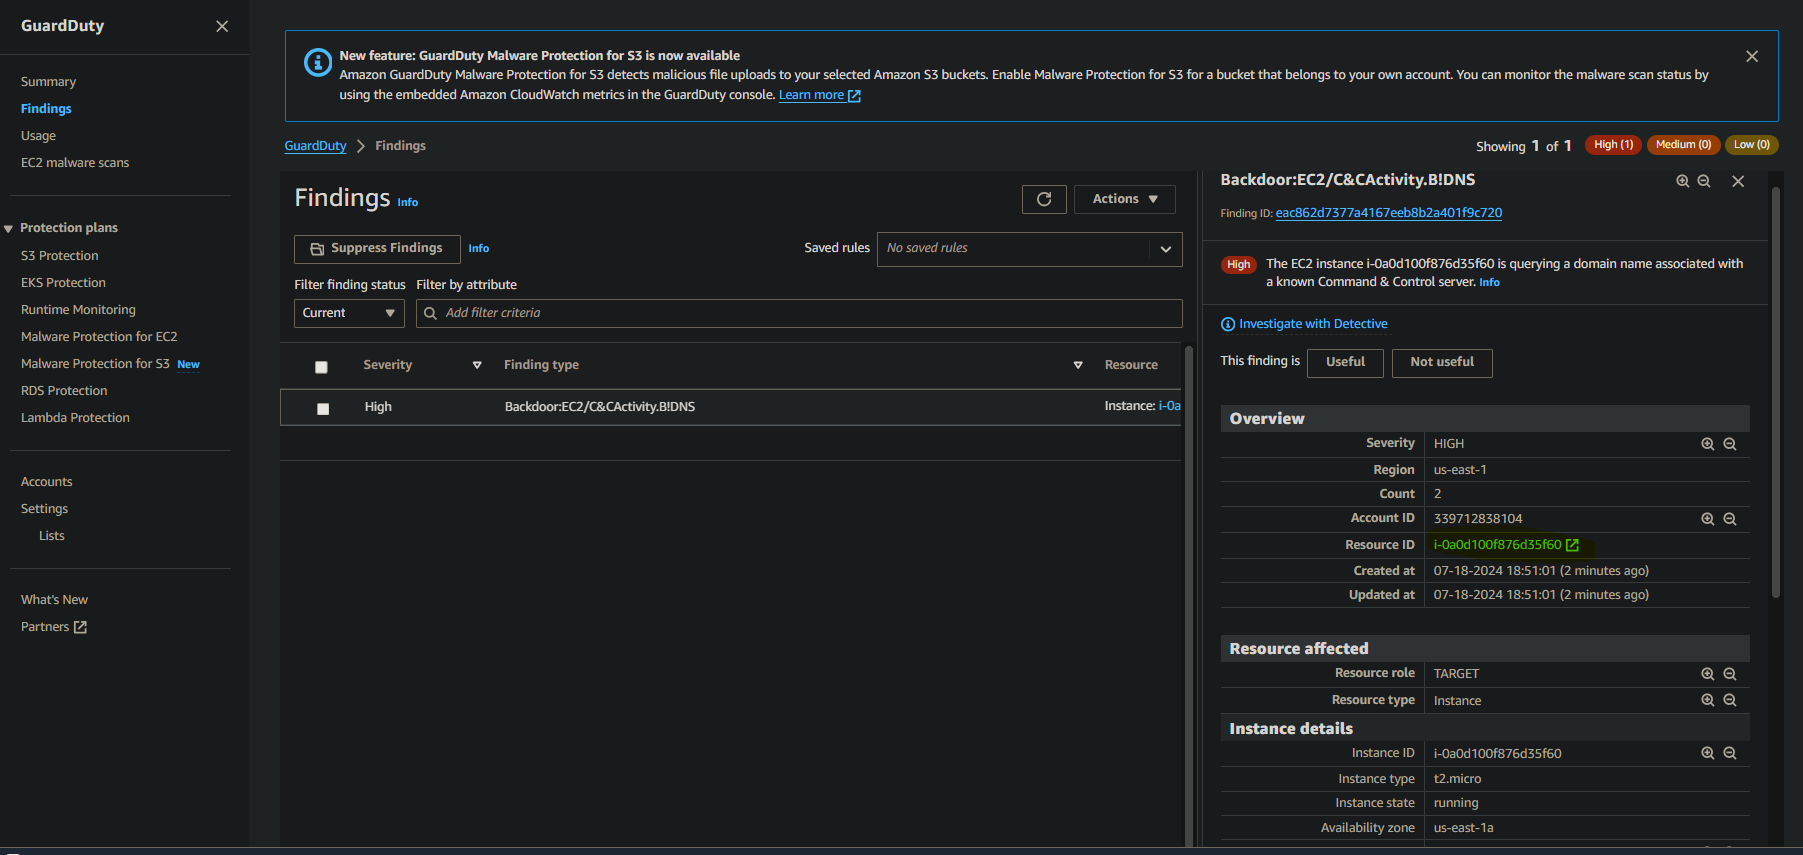 GuardDuty
Summary
Findings
Usage
EC2 malware scans
Protection plans
S3 Protection
EKS Protection
Runtime Monitoring
Malware Protection for EC2
Malware Protection for S3 New
RDS Protection
Lambda Protection
Accounts
Settings
Lists
What's New
Partners
New feature: GuardDuty Malware Protection for S3 is now available
Amazon GuardDuty Malware Protection for S3 detects malicious file uploads to your selected Amazon S3 buckets. Enable Malware Protection for S3 for a bucket that belongs to your own account. You can monitor the malware scan status by
using the embedded Amazon CloudWatch metrics in the GuardDuty console. Learn more
GuardDuty > Findings
Showing 1 of 1 High (1) Medium (0) Low (0)
Findings Info
Actions
Suppress Findings Info
Saved rules No saved rules
Filter finding status Filter by attribute
Current Add filter criteria
Severity Finding type Resource
High Backdoor:EC2/C&CActivity.B!DNS Instance: i-0a
Backdoor:EC2/C&CActivity.B!DNS
Finding ID: eac862d7377a4167eeb8b2a401f9c720
High The EC2 instance i-0a0d100f876d35f60 is querying a domain name associated with
a known Command & Control server. Info
Investigate with Detective
This finding is Useful Not useful
Overview
Severity HIGH
Region us-east-1
Count 2
Account ID 339712838104
Resource ID i-0a0d100f876d35f60
Created at 07-18-2024 18:51:01 (2 minutes ago)
Updated at 07-18-2024 18:51:01 (2 minutes ago)
Resource affected
Resource role TARGET
Resource type Instance
Instance details
Instance ID i-0a0d100f876d35f60
Instance type t2.micro
Instance state running
Availability zone us-east-1a